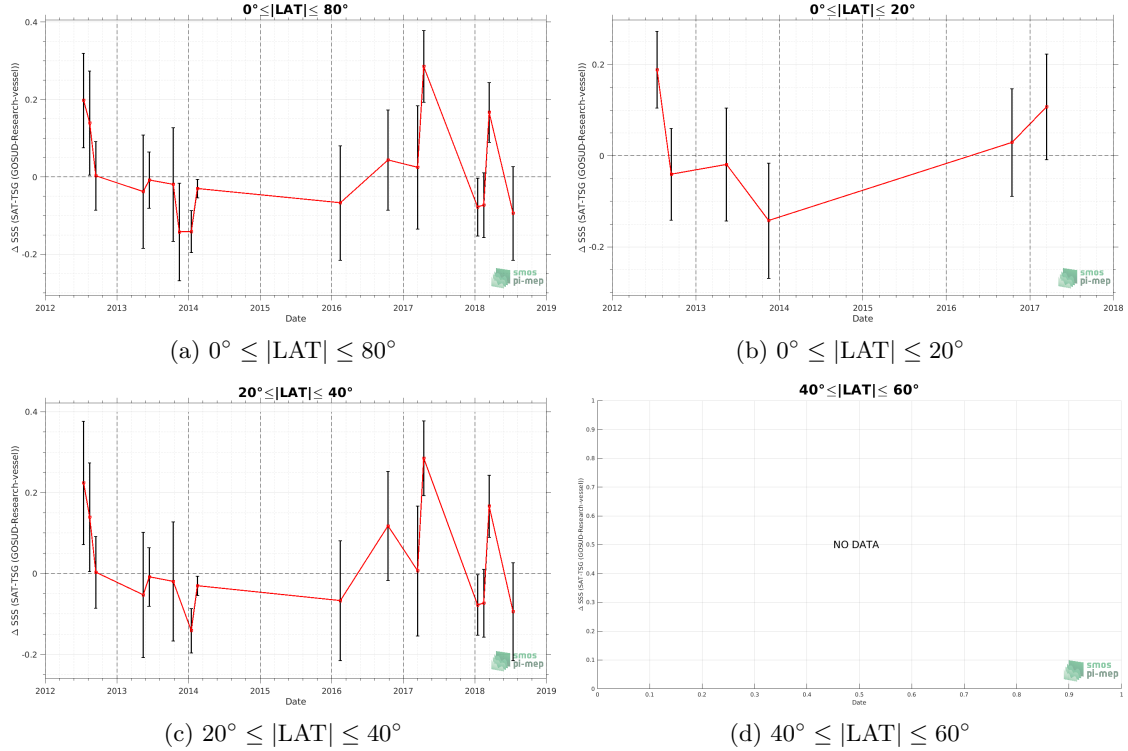 0°≤|LAT|≤ 80°
Δ SSS (SAT-TSG (GOSUD-Research-vessel))
0.4
0.2
0
-0.2
2012 2013 2014 2015 2016 2017 2018 2019
Date
smos
pi-mep
(a) 0° ≤ |LAT| ≤ 80°
0°≤|LAT|≤ 20°
Δ SSS (SAT-TSG (GOSUD-Research-vessel))
0.2
0
-0.2
2012 2013 2014 2015 2016 2017 2018
Date
smos
pi-mep
(b) 0° ≤ |LAT| ≤ 20°
20°≤|LAT|≤ 40°
Δ SSS (SAT-TSG (GOSUD-Research-vessel))
0.4
0.2
0
-0.2
2012 2013 2014 2015 2016 2017 2018 2019
Date
smos
pi-mep
(c) 20° ≤ |LAT| ≤ 40°
40°≤|LAT|≤ 60°
Δ SSS (SAT-TSG (GOSUD-Research-vessel))
1
0.9
0.8
0.7
0.6
0.5
0.4
0.3
0.2
0.1
0
NO DATA
0 0.1 0.2 0.3 0.4 0.5 0.6 0.7 0.8 0.9 1
Date
smos
pi-mep
(d) 40° ≤ |LAT| ≤ 60°